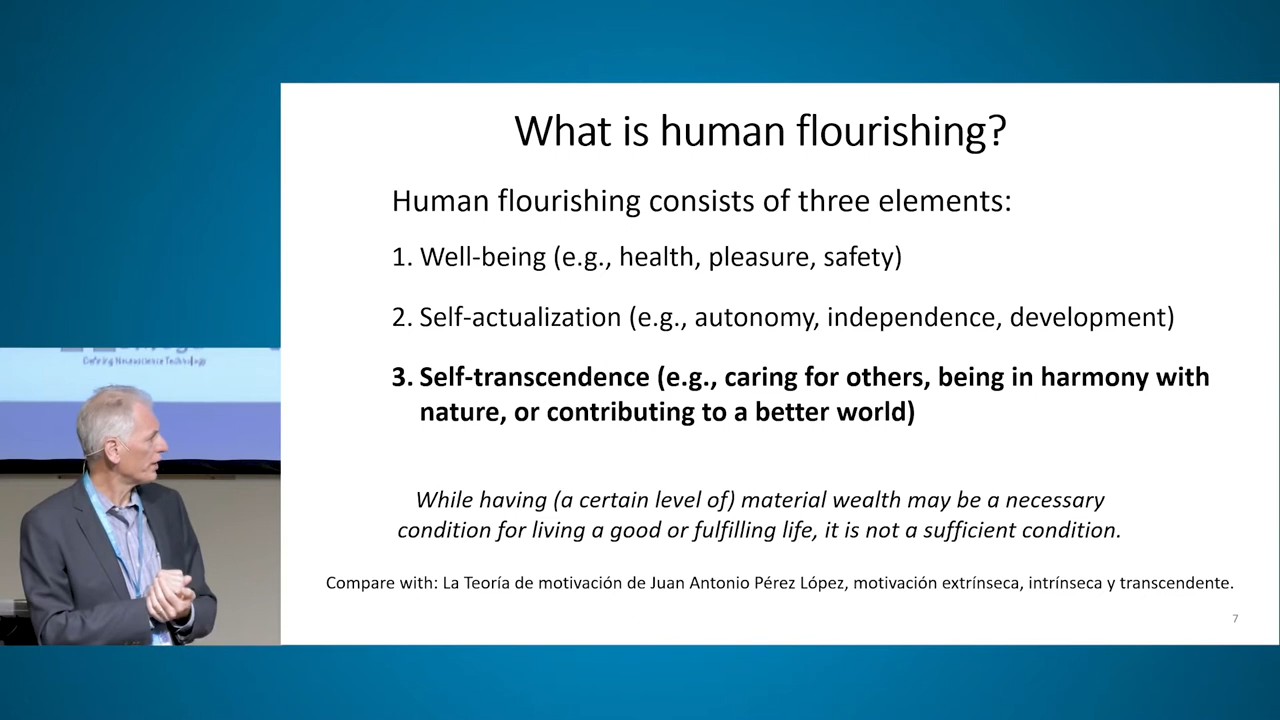 What is human flourishing?
Human flourishing consists of three elements:
1. Well-being (e.g., health, pleasure, safety)
2. Self-actualization (e.g., autonomy, independence, development)
3. Self-transcendence (e.g., caring for others, being in harmony with
nature, or contributing to a better world)
While having (a certain level of) material wealth may be a necessary
condition for living a good or fulfilling life, it is not a sufficient condition.
Compare with: La Teoría de motivación de Juan Antonio Pérez López, motivación extrínseca, intrínseca y transcendente.
7
Defining Neuroscience Technology